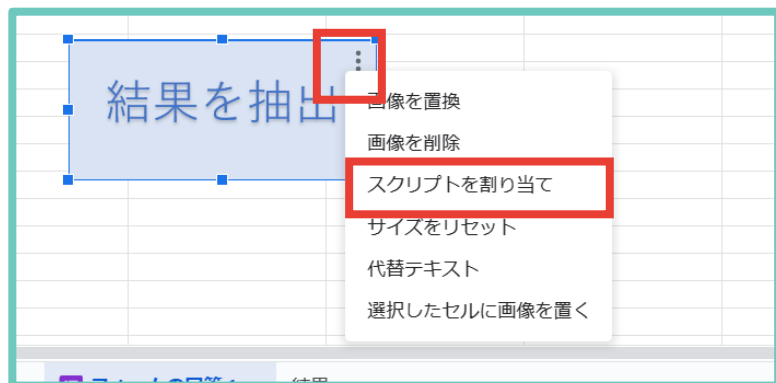 結果を抽出
画像を置換
画像を削除
スクリプトを割り当て
サイズをリセット
代替テキスト
選択したセルに画像を置く